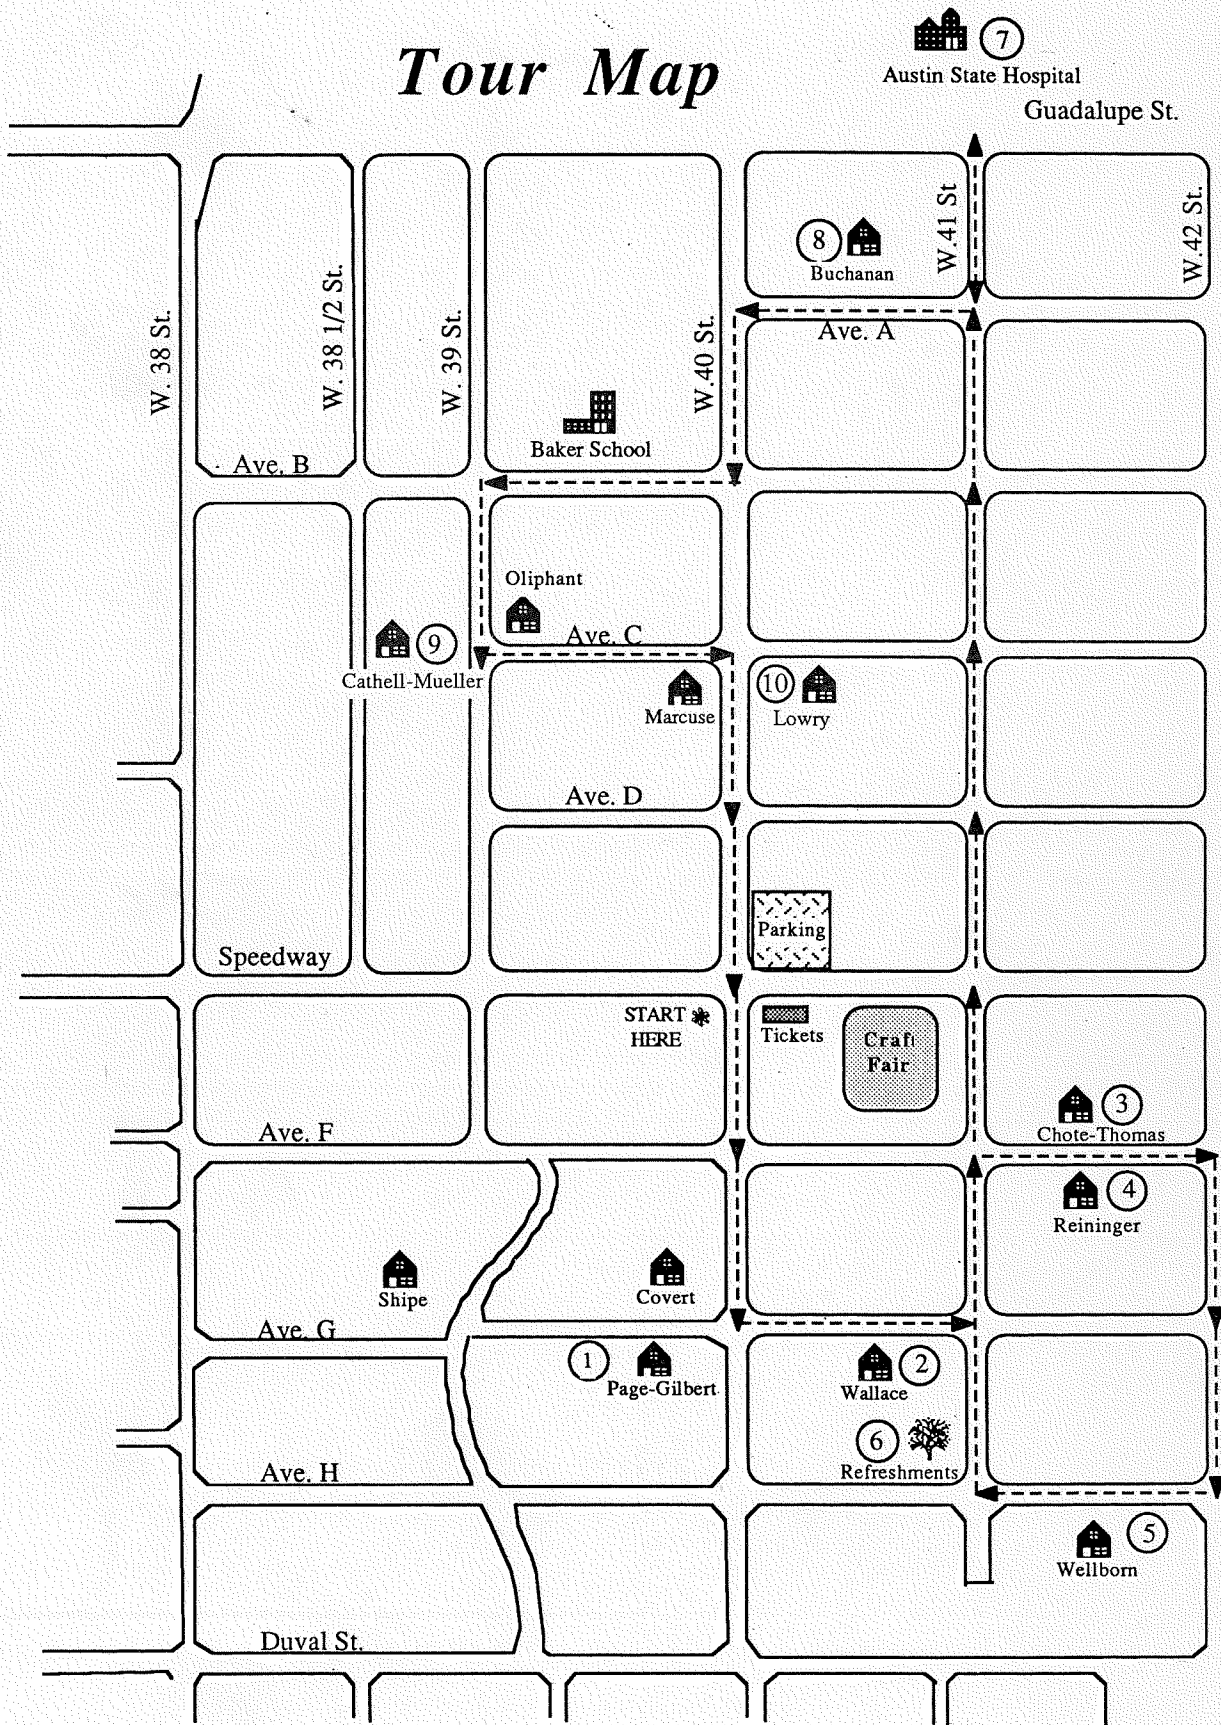 Tour Map
7
Austin State Hospital
Guadalupe St.
W. 38 St.
W. 38 1/2 St.
W. 39 St.
W.40 St.
W.41 St
W.42 St.
8
Buchanan
Ave. A
Baker School
Ave. B
Oliphant
Ave. C
9
Cathell-Mueller
Marcuse
10
Lowry
Ave. D
Parking
Speedway
START
HERE
Tickets
Craft
Fair
3
Chote-Thomas
Ave. F
4
Reininger
Shipe
Covert
Ave. G
1
Page-Gilbert
2
Wallace
6
Refreshments
Ave. H
5
Wellborn
Duval St.